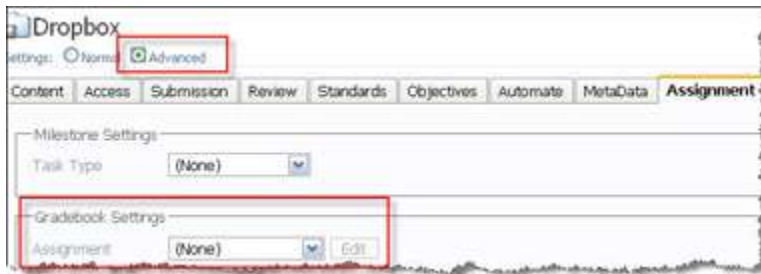 Dropbox
ettings: Normal Advanced
Content Access Submission Review Standards Objectives Automate MetaData Assignment
Milestone Settings
Task Type (None)
Gradebook Settings
Assignment (None) Edit